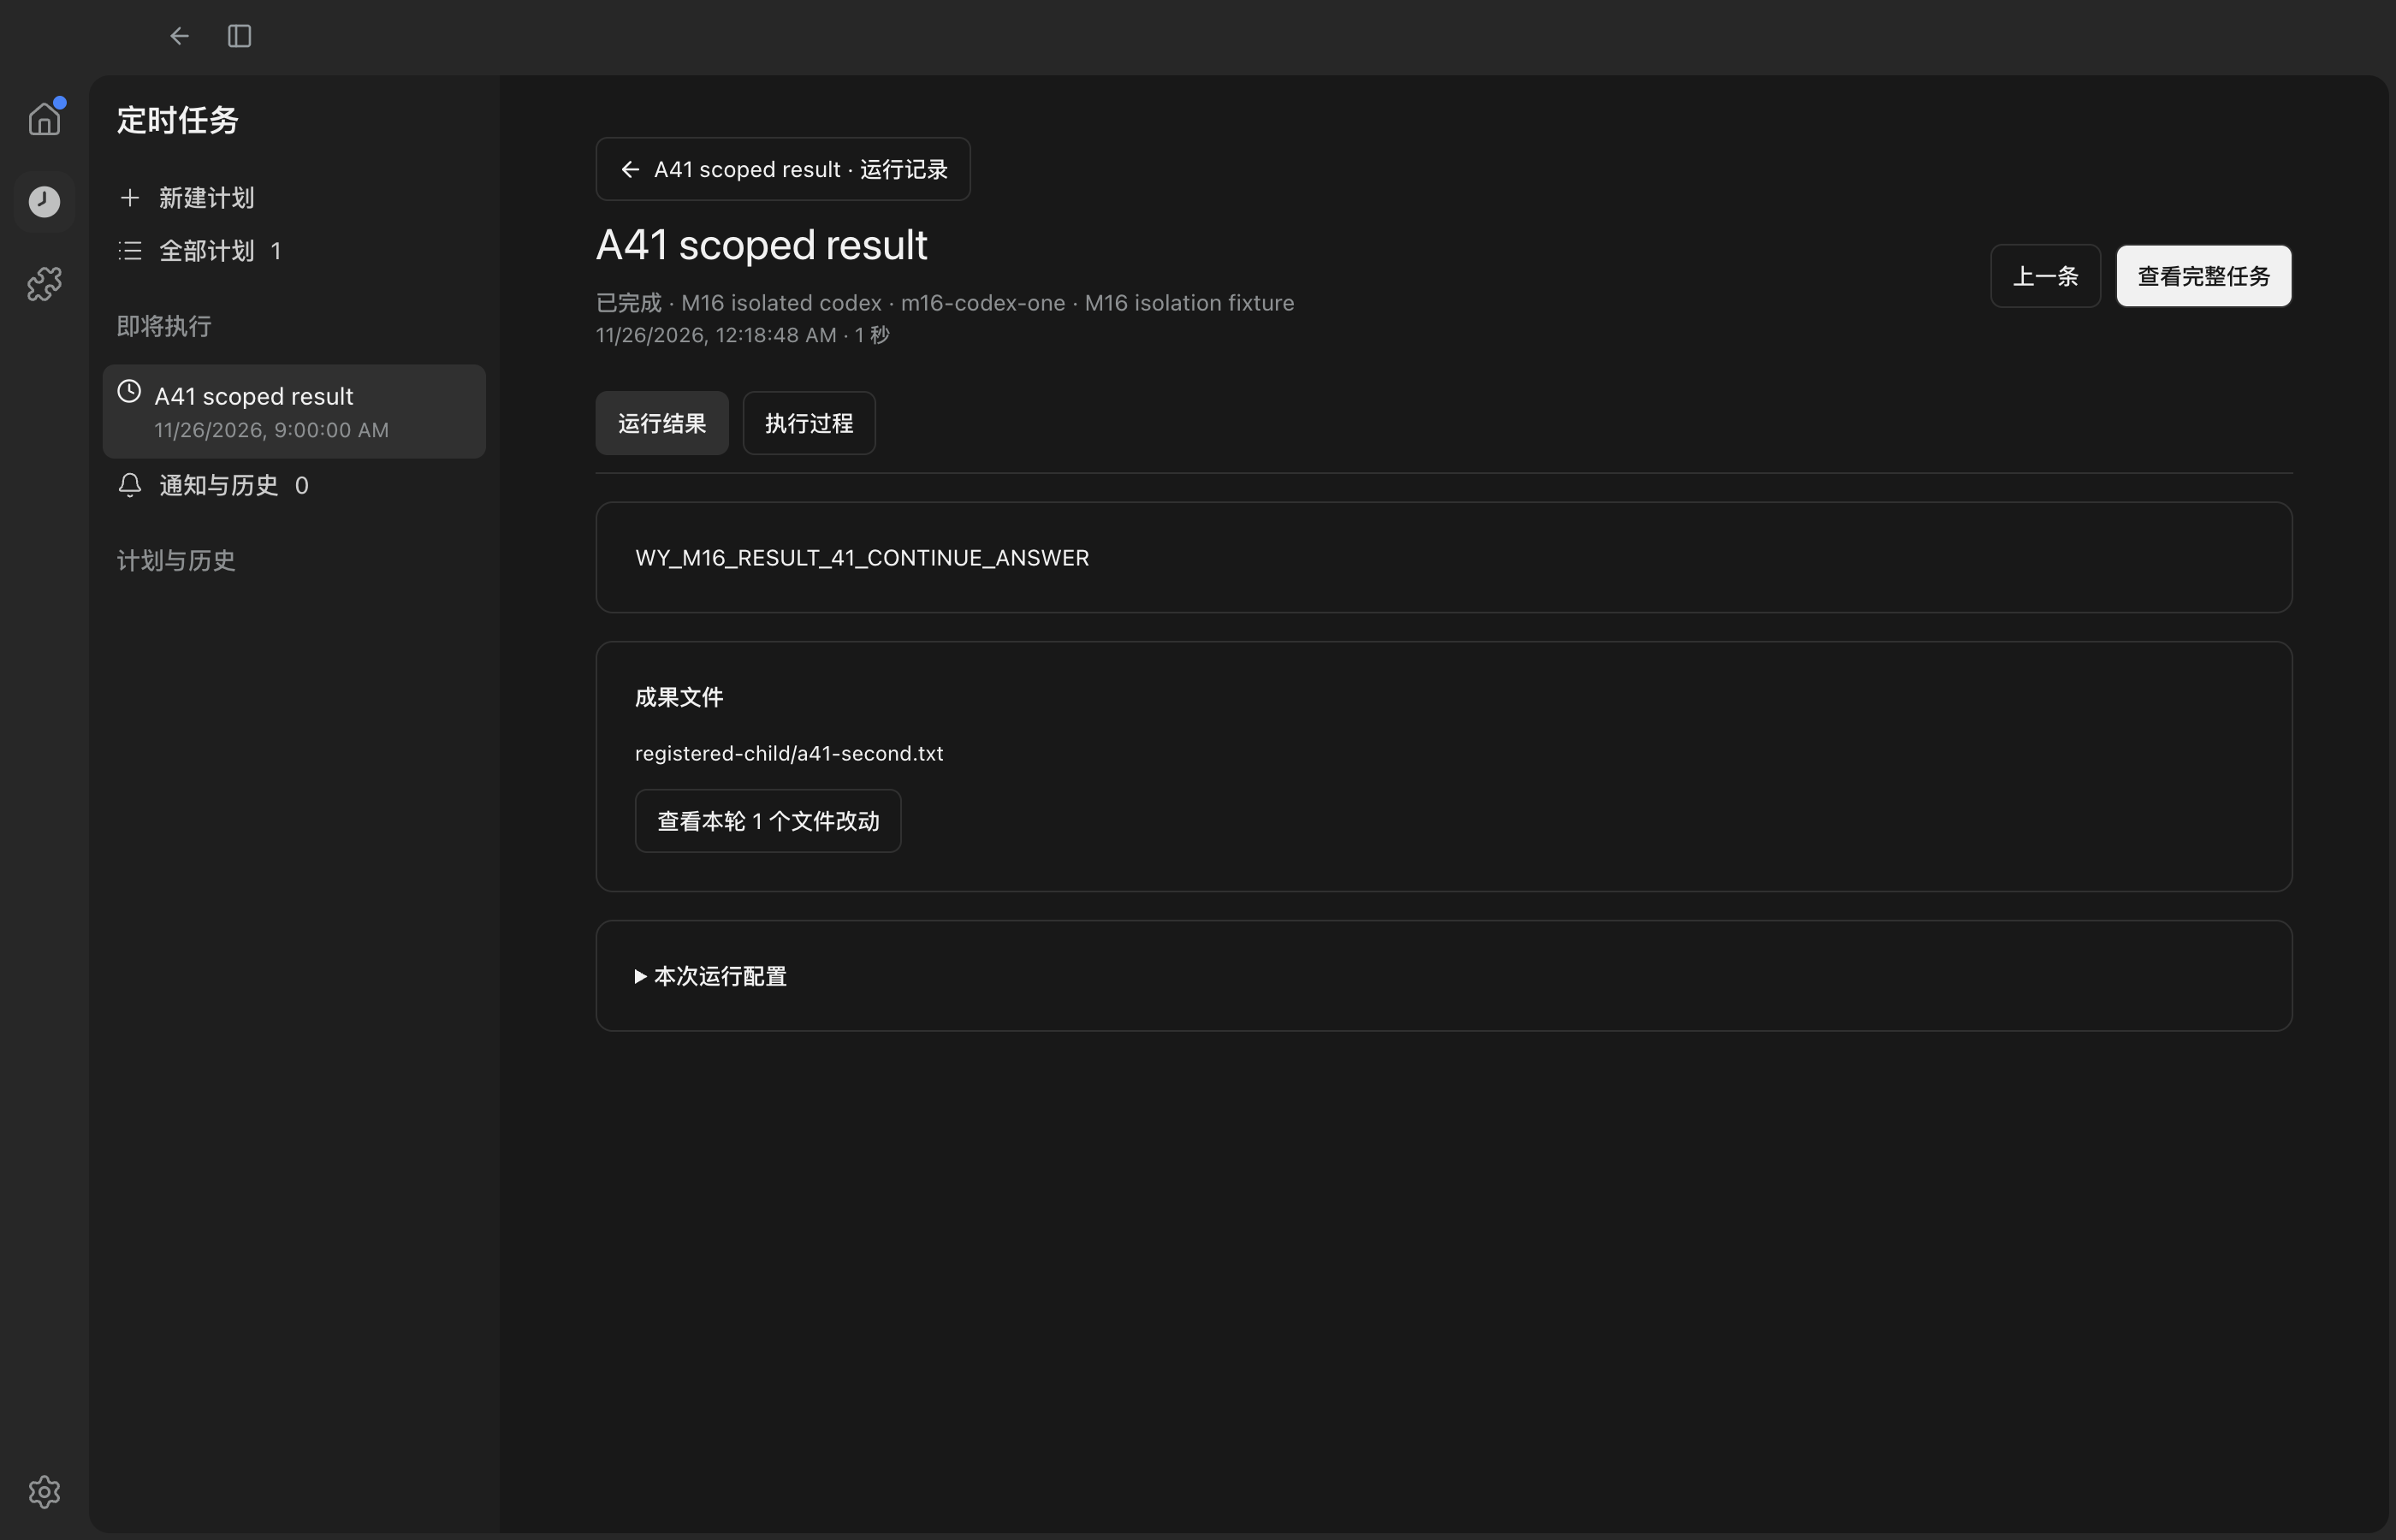 定时任务
新建计划
全部计划 1
即将执行
A41 scoped result
11/26/2026, 9:00:00 AM
通知与历史 0
计划与历史
A41 scoped result · 运行记录
A41 scoped result
已完成 · M16 isolated codex · m16-codex-one · M16 isolation fixture
11/26/2026, 12:18:48 AM · 1 秒
上一条
查看完整任务
运行结果
执行过程
WY_M16_RESULT_41_CONTINUE_ANSWER
成果文件
registered-child/a41-second.txt
查看本轮 1 个文件改动
本次运行配置